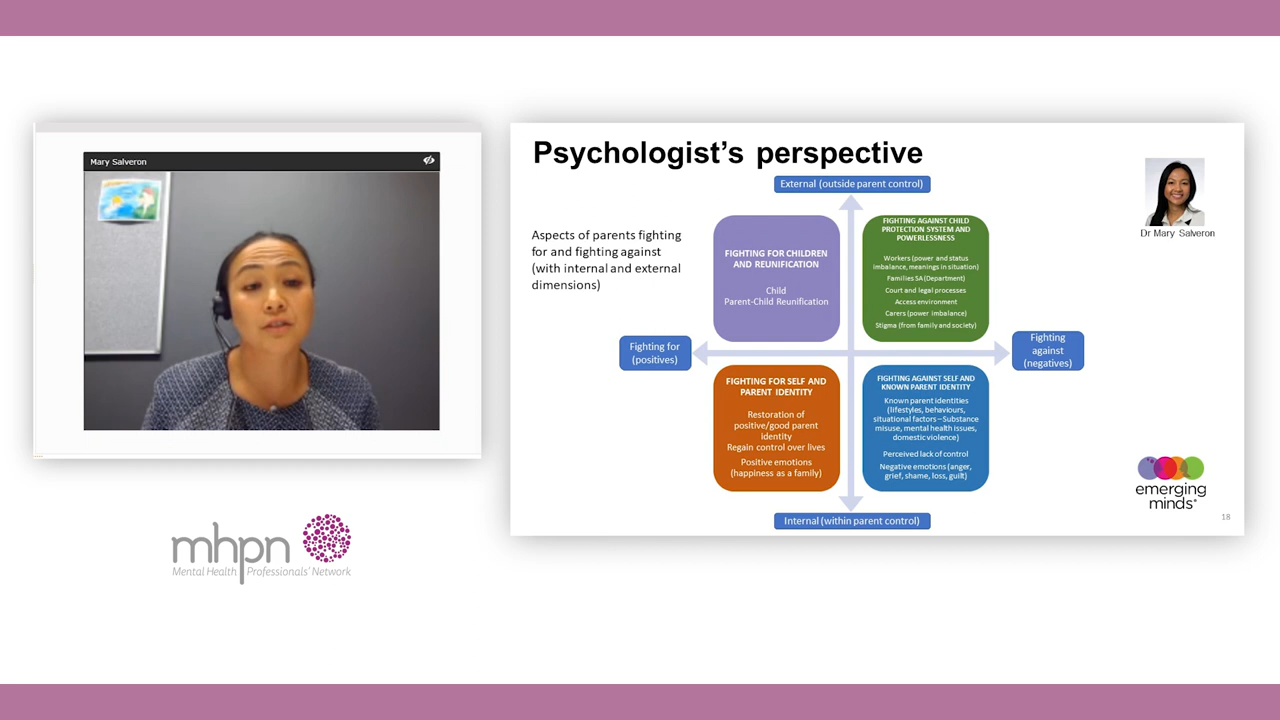 Mary Salveron
mhpn
Mental Health Professionals' Network
Psychologist's perspective
External (outside parent control)
Aspects of parents fighting
for and fighting against
(with internal and external
dimensions)
FIGHTING FOR CHILDREN
AND REUNIFICATION
Child
Parent-Child Reunification
FIGHTING AGAINST CHILD
PROTECTION SYSTEM AND
POWERLESSNESS
Workers (power and status
imbalance, meanings in situation)
Families SA (Department)
Court and legal processes
Access environment
Carers (power imbalance)
Stigma (from family and society)
Dr Mary Salveron
Fighting for
(positives)
Fighting
against
(negatives)
FIGHTING FOR SELF AND
PARENT IDENTITY
Restoration of
positive/good parent
identity
Regain control over lives
Positive emotions
(happiness as a family)
FIGHTING AGAINST SELF AND
KNOWN PARENT IDENTITY
Known parent identities
(lifestyles, behaviours,
situational factors – Substance
misuse, mental health issues,
domestic violence)
Perceived lack of control
Negative emotions (anger,
grief, shame, loss, guilt)
Internal (within parent control)
emerging
minds
18